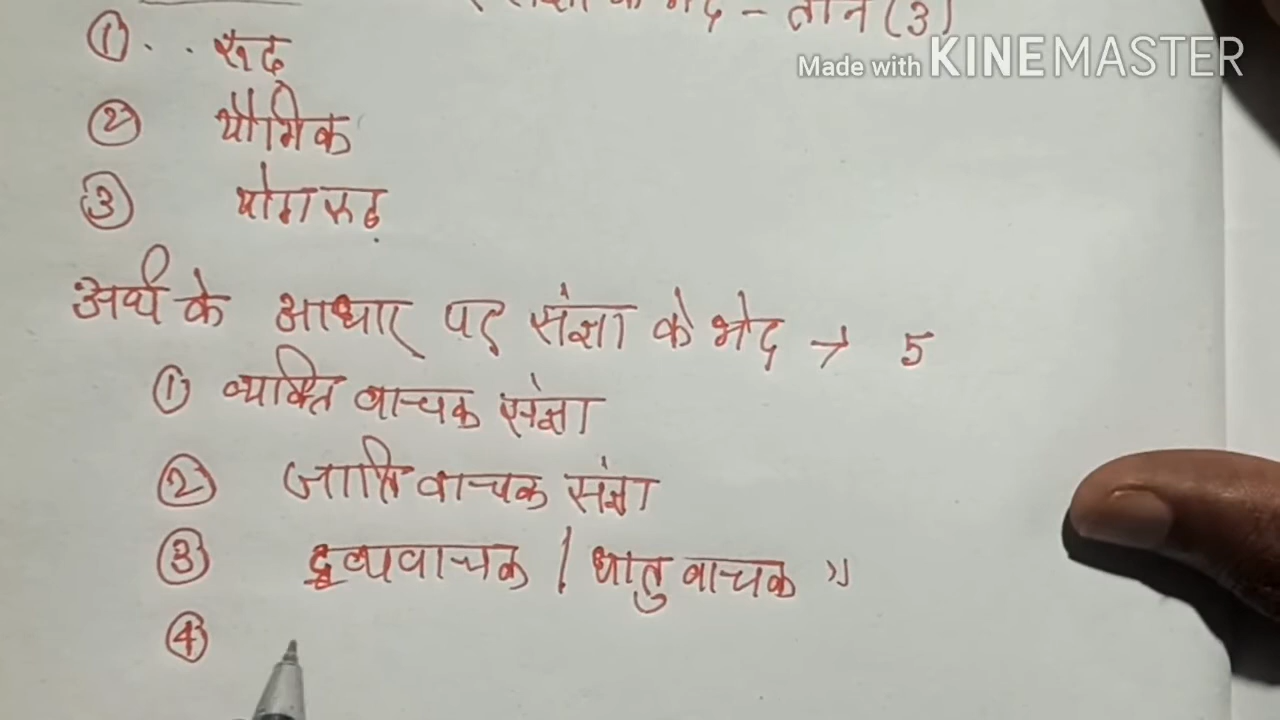 संज्ञा के भेद - तीन (3)
Made with KINEMASTER
① रूढ़
② यौगिक
③ योगरूढ़
अर्थ के आधार पर संज्ञा के भेद → 5
① व्यक्ति वाचक संज्ञा
② जातिवाचक संज्ञा
③ द्रव्यवाचक / धातु वाचक "
④